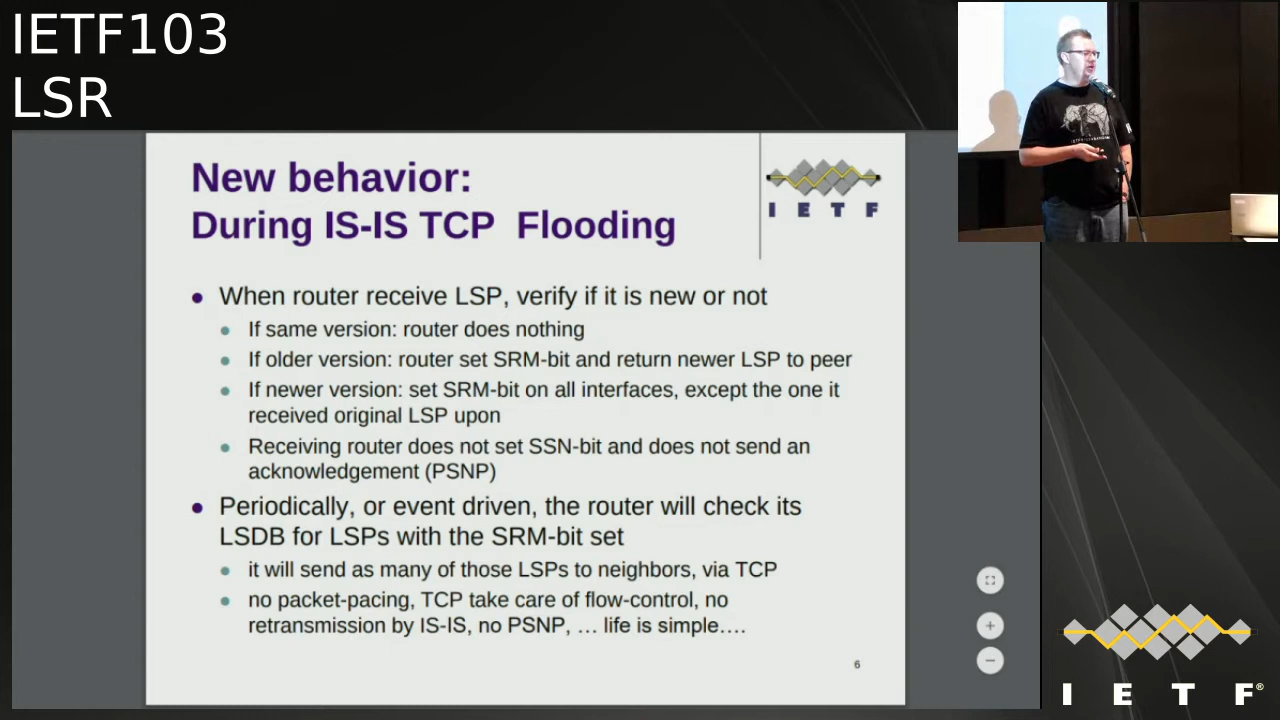 IETF103
LSR
New behavior:
During IS-IS TCP Flooding
I E T F
● When router receive LSP, verify if it is new or not
● If same version: router does nothing
● If older version: router set SRM-bit and return newer LSP to peer
● If newer version: set SRM-bit on all interfaces, except the one it
received original LSP upon
● Receiving router does not set SSN-bit and does not send an
acknowledgement (PSNP)
● Periodically, or event driven, the router will check its
LSDB for LSPs with the SRM-bit set
● it will send as many of those LSPs to neighbors, via TCP
● no packet-pacing, TCP take care of flow-control, no
retransmission by IS-IS, no PSNP, … life is simple….
6
I E T F®